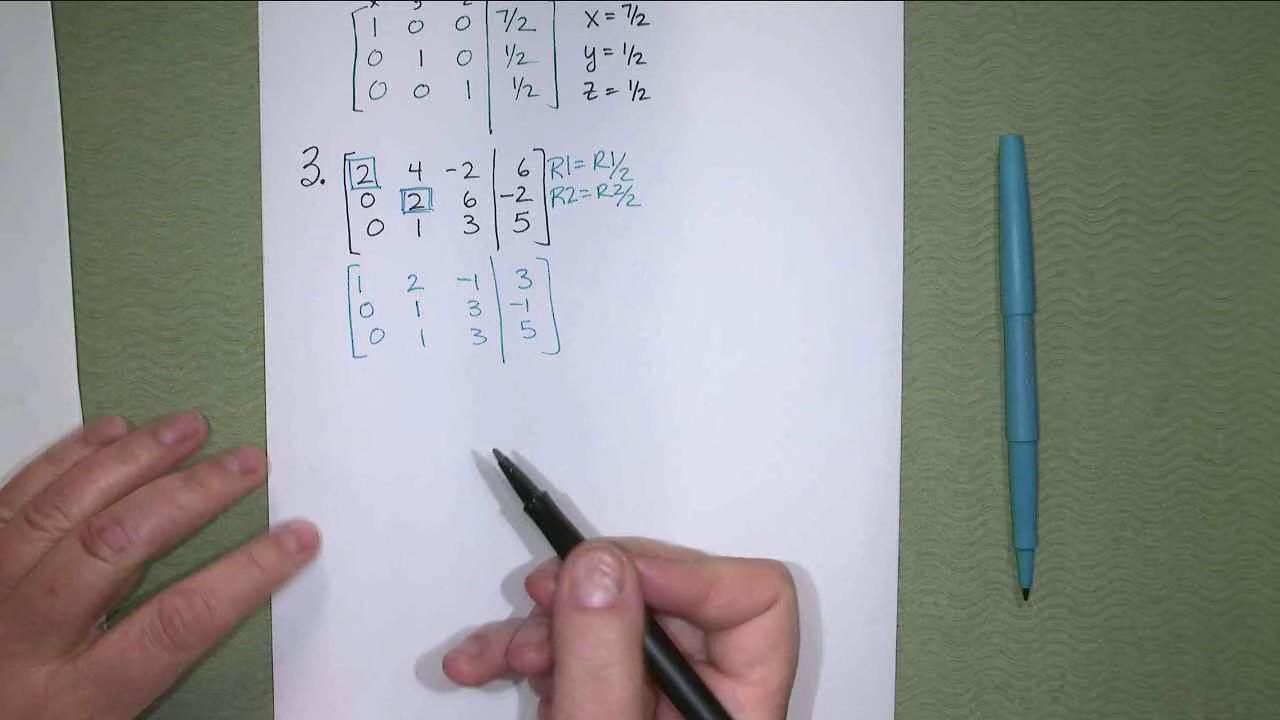 1 0 0 | 7/2 x = 7/2
0 1 0 | 1/2 y = 1/2
0 0 1 | 1/2 z = 1/2
3. 2 4 -2 | 6 R1 = R1/2
0 2 6 | -2 R2 = R2/2
0 1 3 | 5
1 2 -1 | 3
0 1 3 | -1
0 1 3 | 5